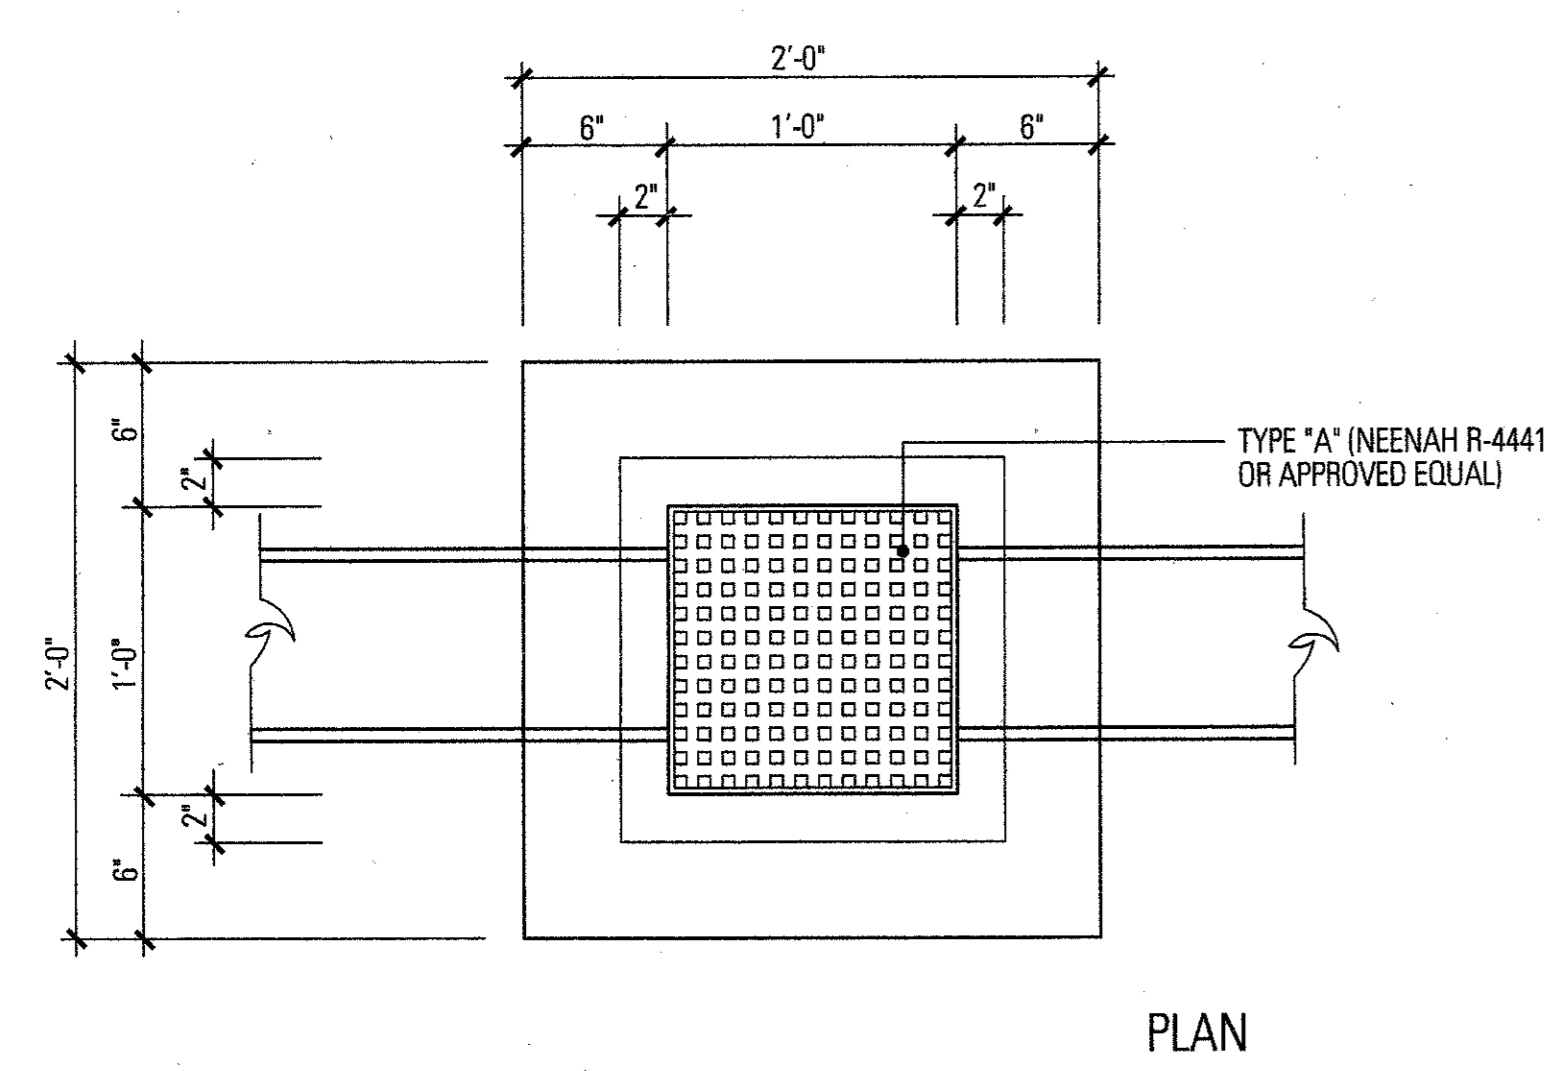 2'-0"
6" 1'-0" 6"
2" 2"
6"
2"
TYPE "A" (NEENAH R-4441
OR APPROVED EQUAL)
2'-0"
1'-0"
2"
6"
PLAN